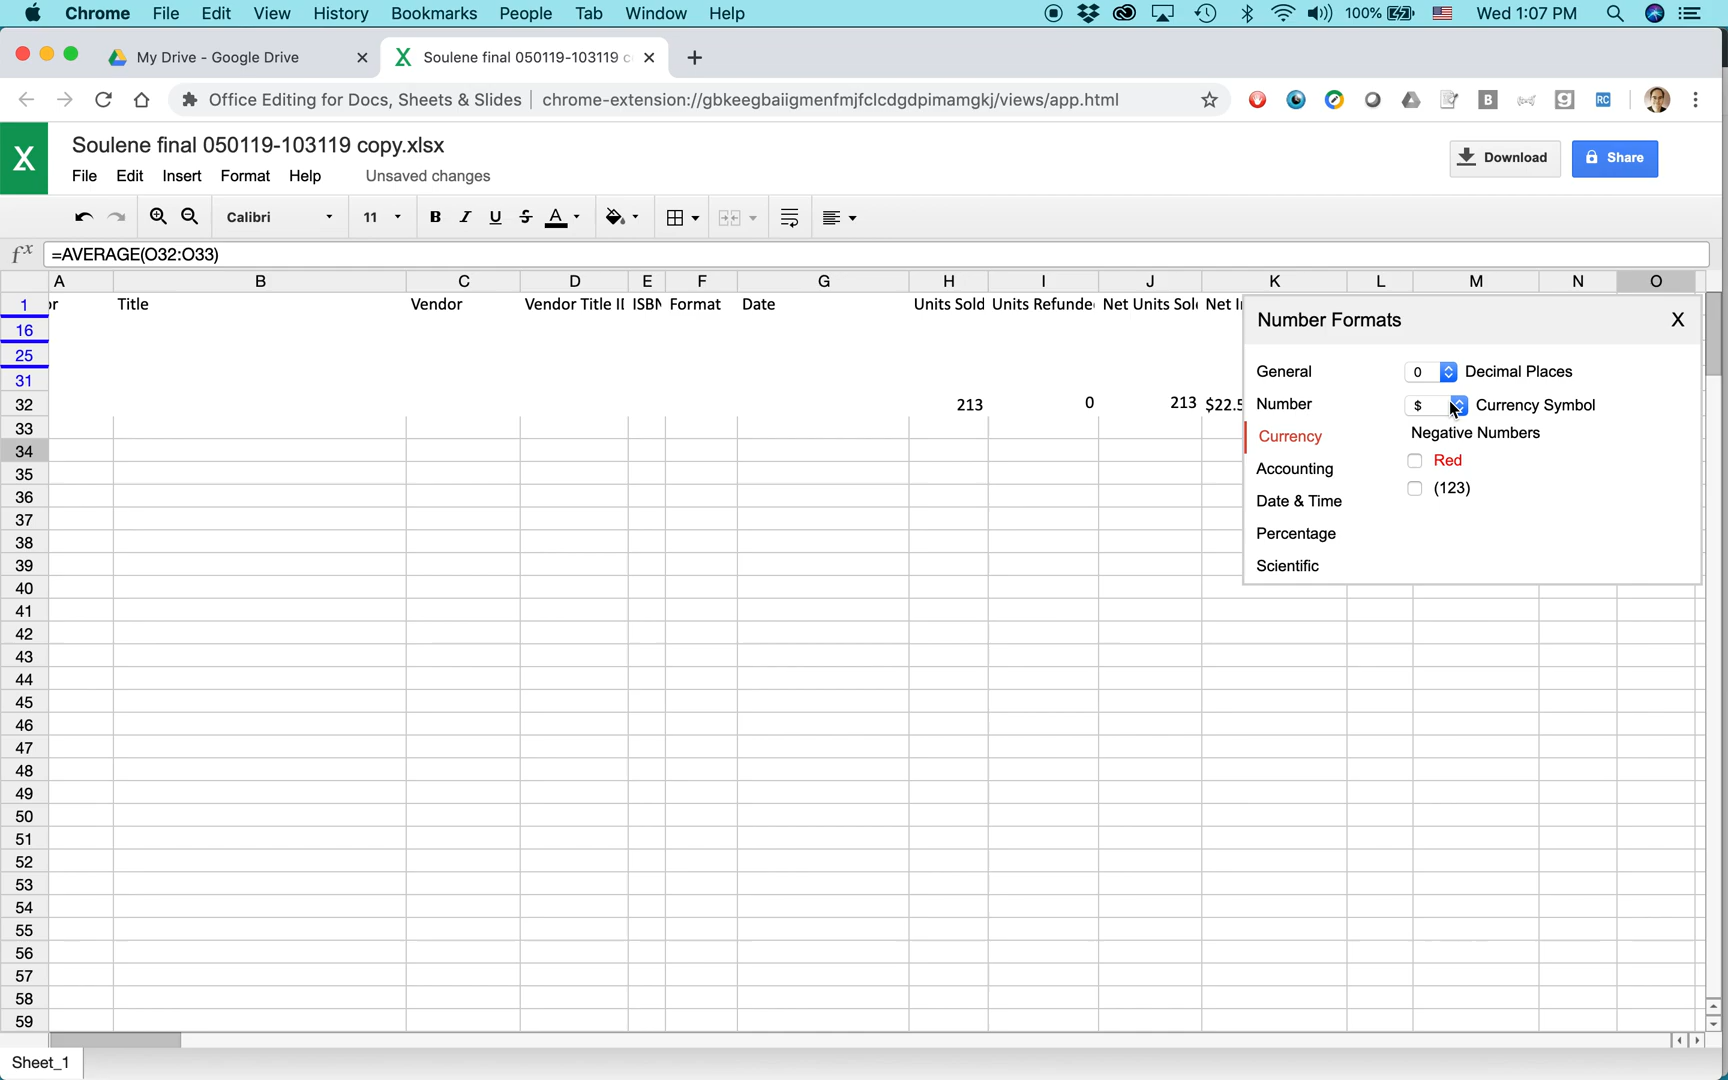 Chrome File Edit View History Bookmarks People Tab Window Help 100% Wed 1:07 PM
My Drive - Google Drive Soulene final 050119-103119 c
Office Editing for Docs, Sheets & Slides chrome-extension://gbkeegbaiigmenfmjfclcdgdpimamgkj/views/app.html
X Soulene final 050119-103119 copy.xlsx Download Share
File Edit Insert Format Help Unsaved changes
Calibri 11 B I U S A
fx =AVERAGE(O32:O33)
A B C D E F G H I J K L M N O
1 or Title Vendor Vendor Title II ISBN Format Date Units Sold Units Refunde Net Units Sol Net I
16
25
31
32 213 0 213 $22.5
33
34
35
36
37
38
39
40
41
42
43
44
45
46
47
48
49
50
51
52
53
54
55
56
57
58
59
Number Formats X
General 0 Decimal Places
Number $ Currency Symbol
Currency Negative Numbers
Red
Accounting
(123)
Date & Time
Percentage
Scientific
Sheet_1